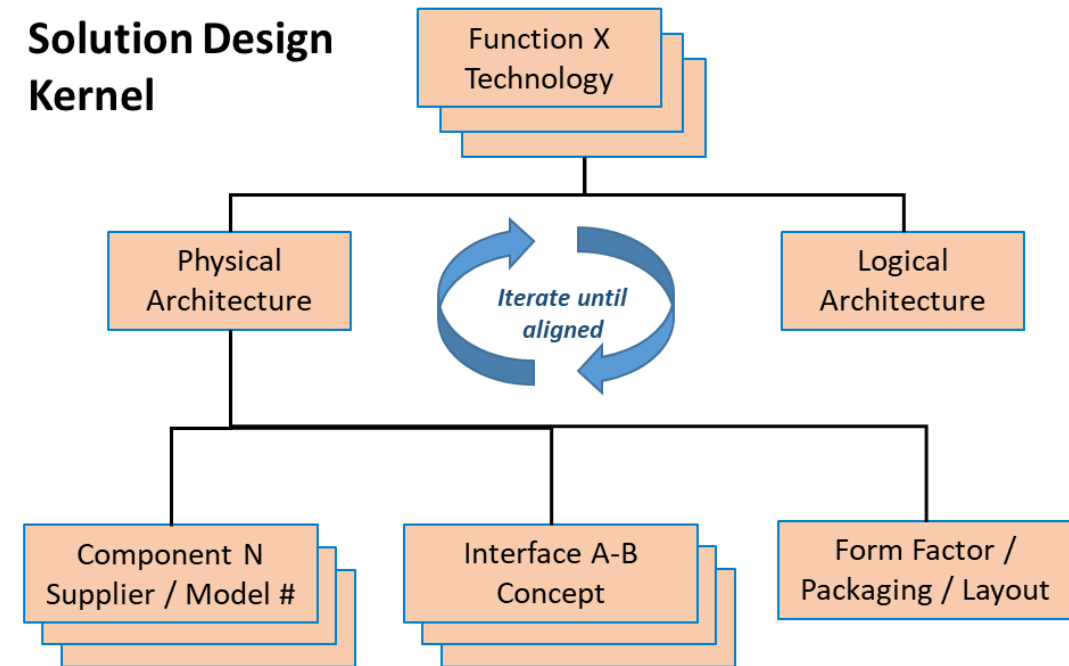 Solution Design
Kernel
Function X
Technology
Physical
Architecture
Iterate until
aligned
Logical
Architecture
Component N
Supplier / Model #
Interface A-B
Concept
Form Factor /
Packaging / Layout